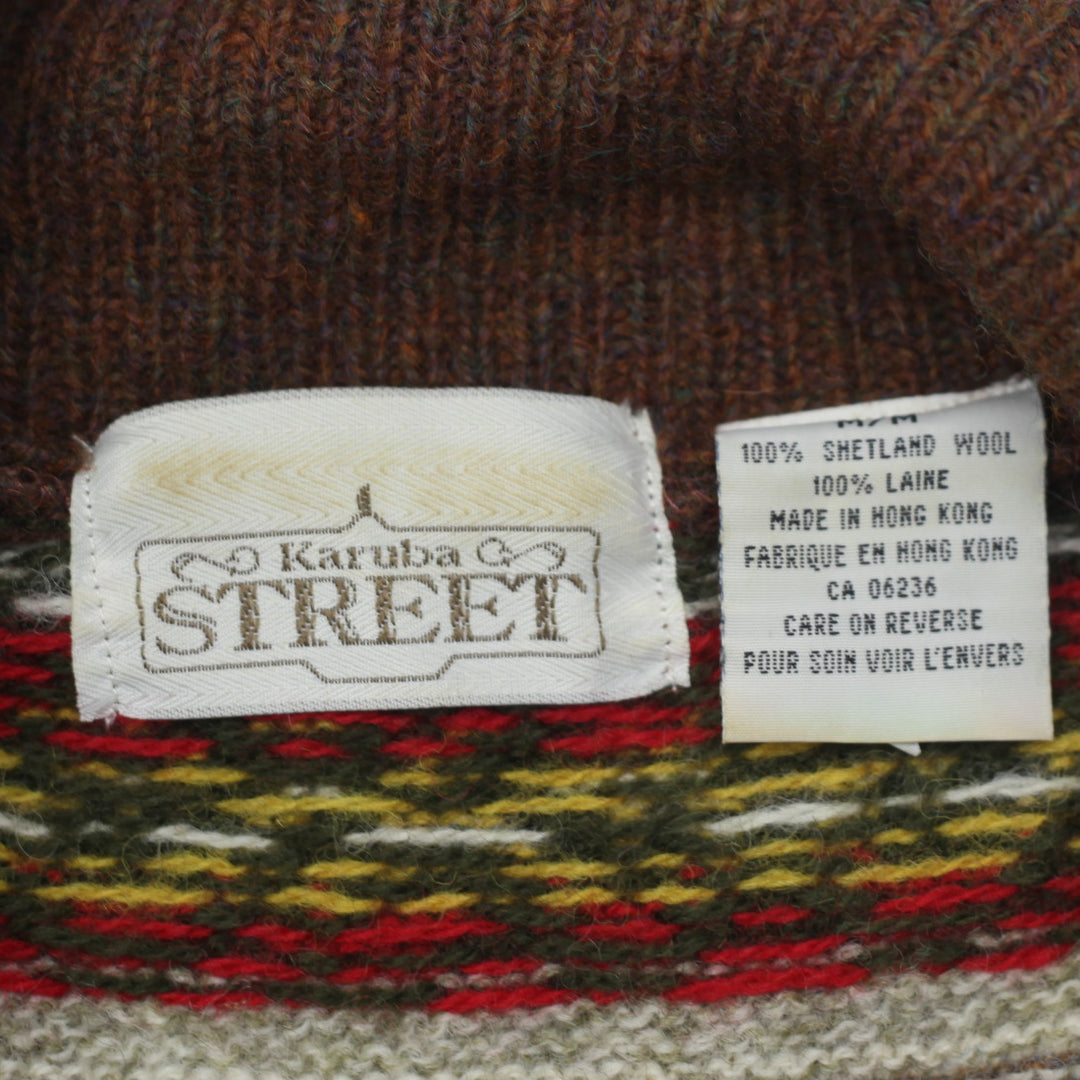 Karuba
STREET
M/M
100% SHETLAND WOOL
100% LAINE
MADE IN HONG KONG
FABRIQUE EN HONG KONG
CA 06236
CARE ON REVERSE
POUR SOIN VOIR L'ENVERS